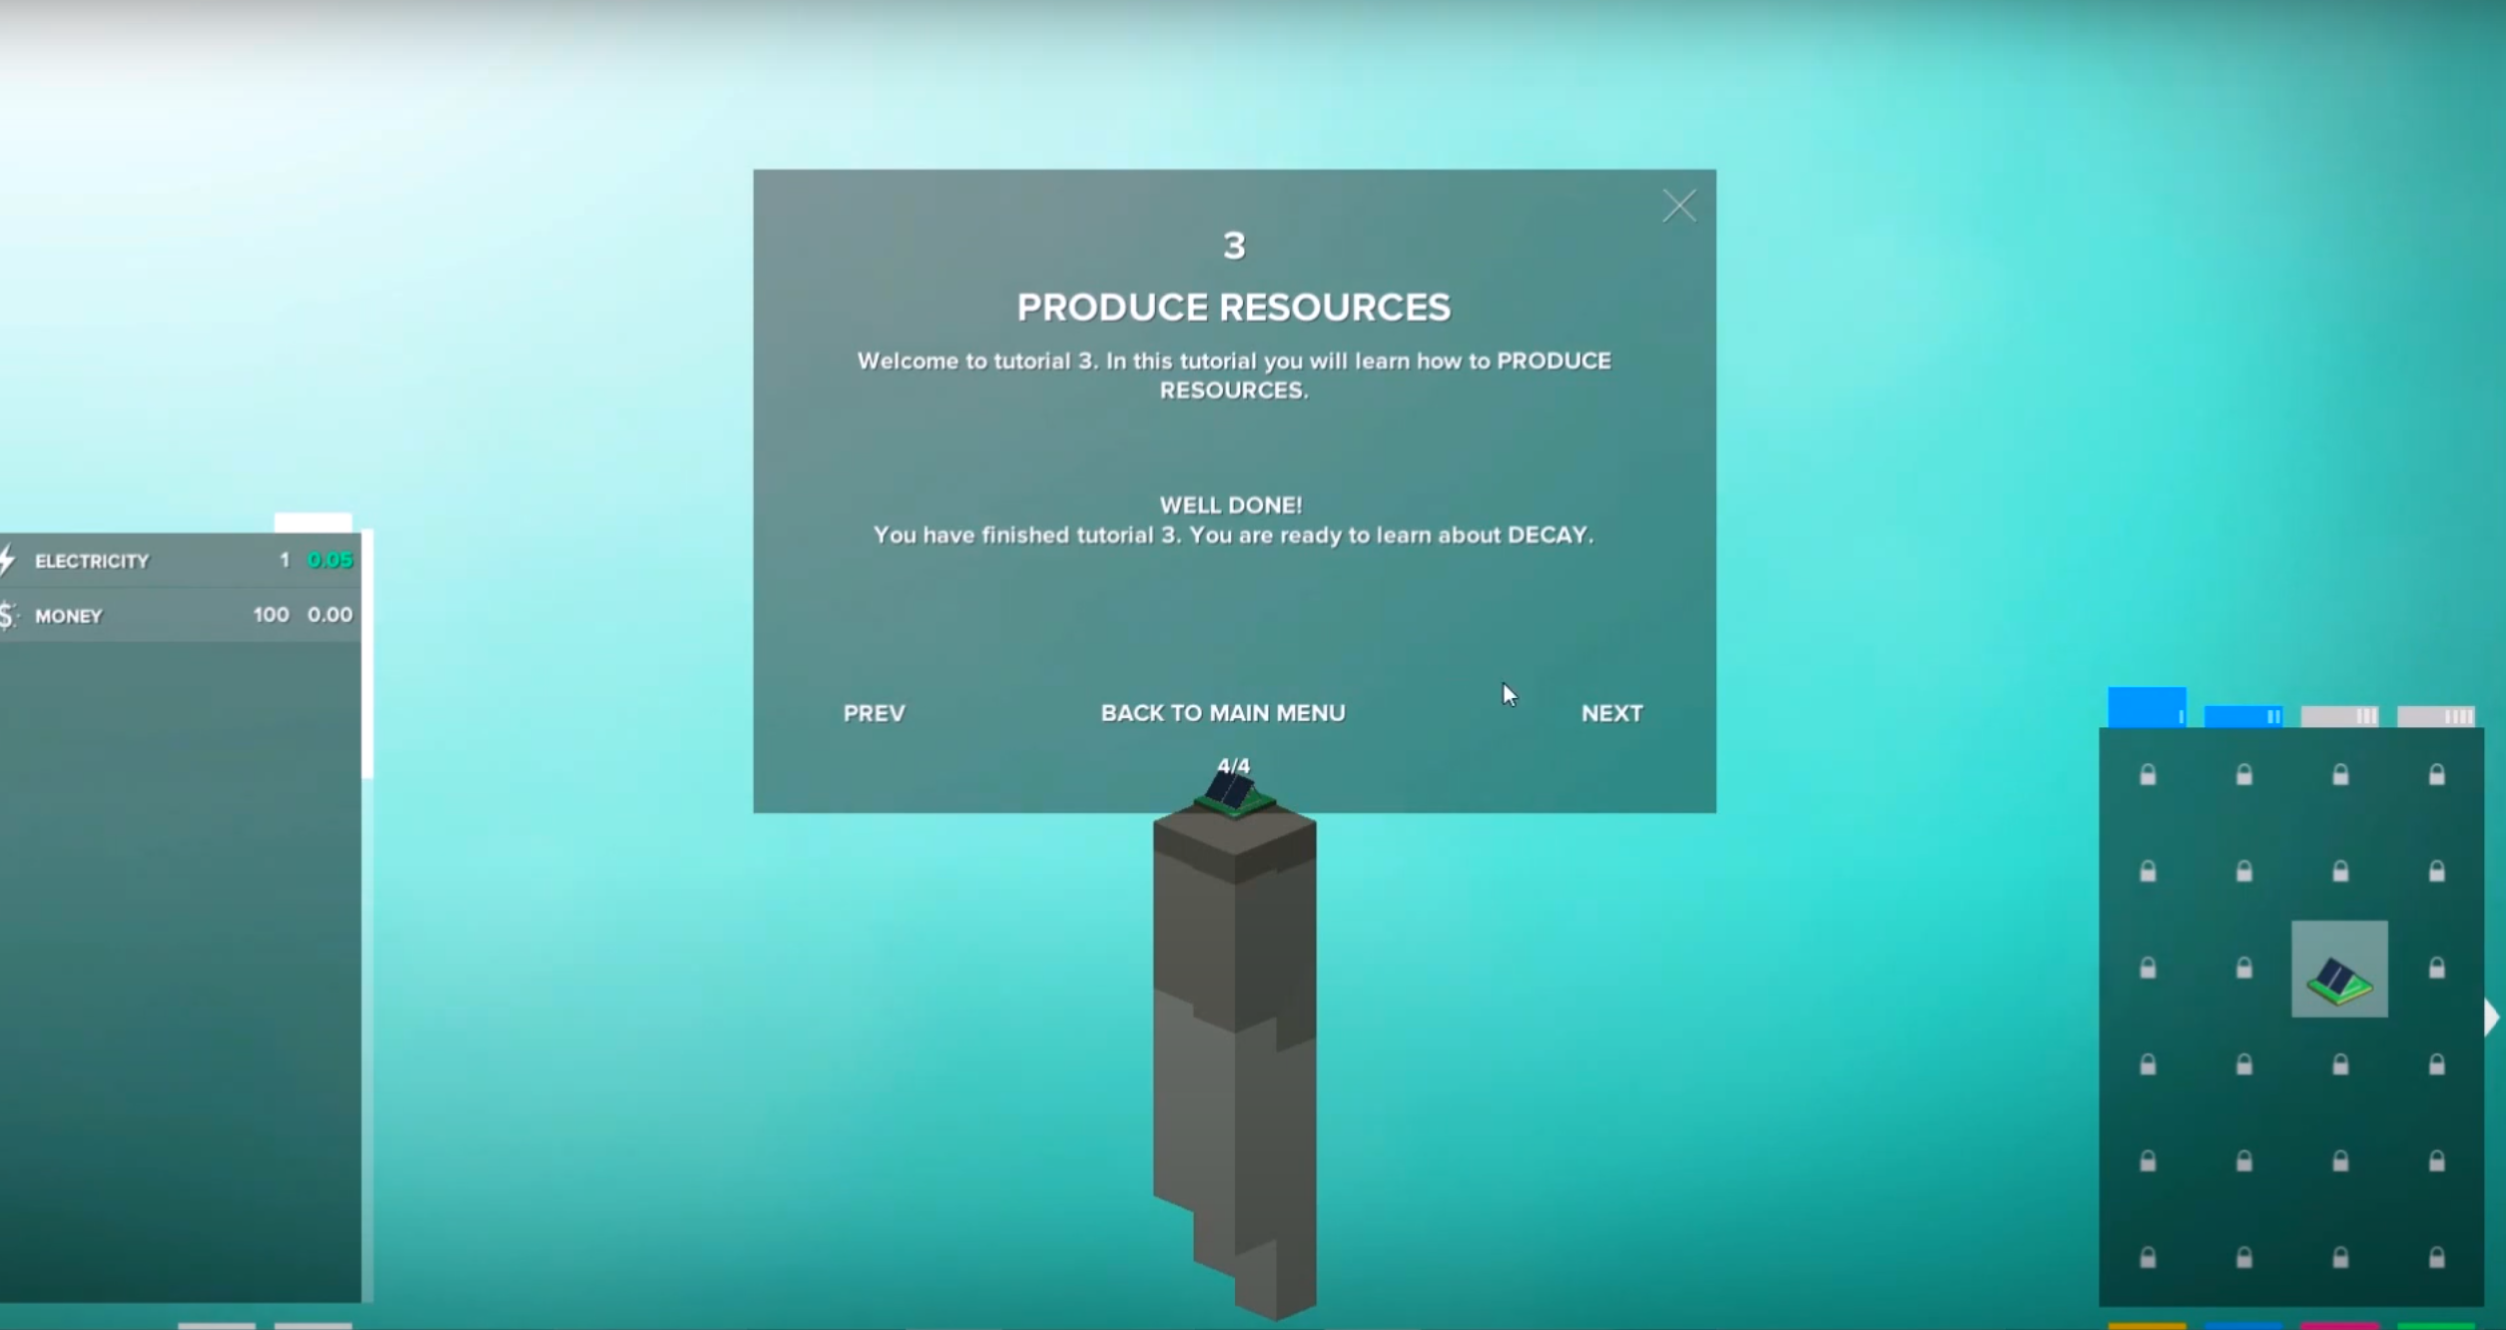 3
PRODUCE RESOURCES
Welcome to tutorial 3. In this tutorial you will learn how to PRODUCE
RESOURCES.
WELL DONE!
You have finished tutorial 3. You are ready to learn about DECAY.
PREV BACK TO MAIN MENU NEXT
4/4
ELECTRICITY 1 0.05
MONEY 100 0.00
I II III IIII